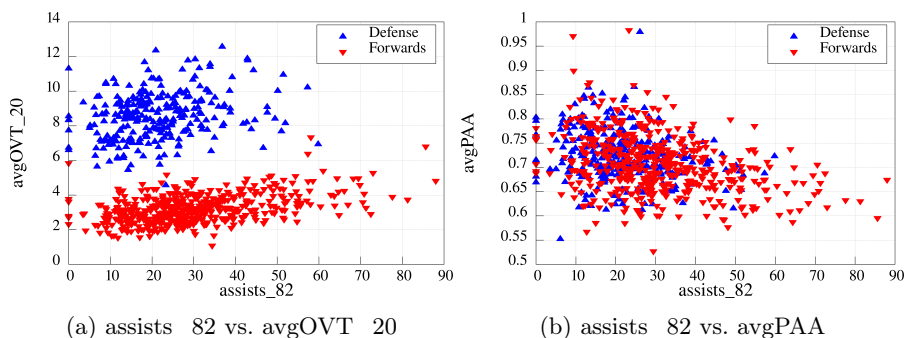 14
12
10
8
6
4
2
0
avgOVT_20
0 10 20 30 40 50 60 70 80 90
assists_82
Defense
Forwards
(a) assists 82 vs. avgOVT 20
1
0.95
0.9
0.85
0.8
0.75
0.7
0.65
0.6
0.55
0.5
avgPAA
0 10 20 30 40 50 60 70 80 90
assists_82
Defense
Forwards
(b) assists 82 vs. avgPAA